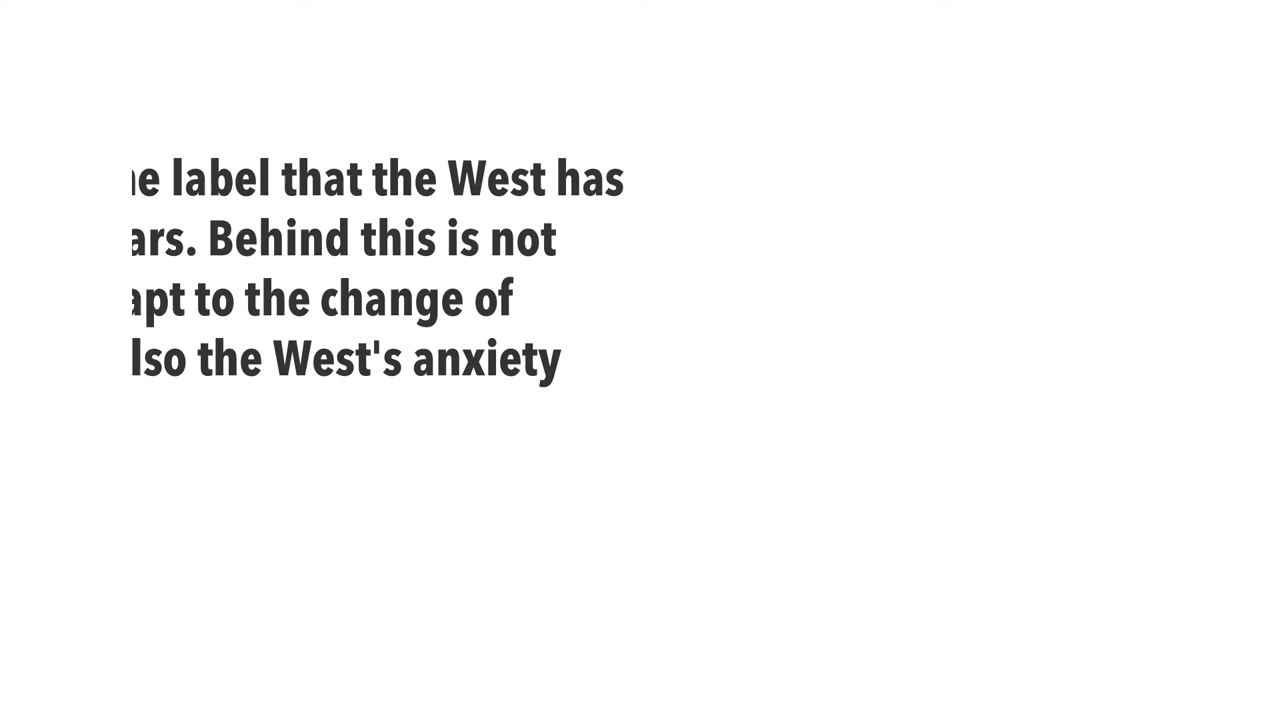 label that the West has
Behind this is not
to the change of
the West's anxiety